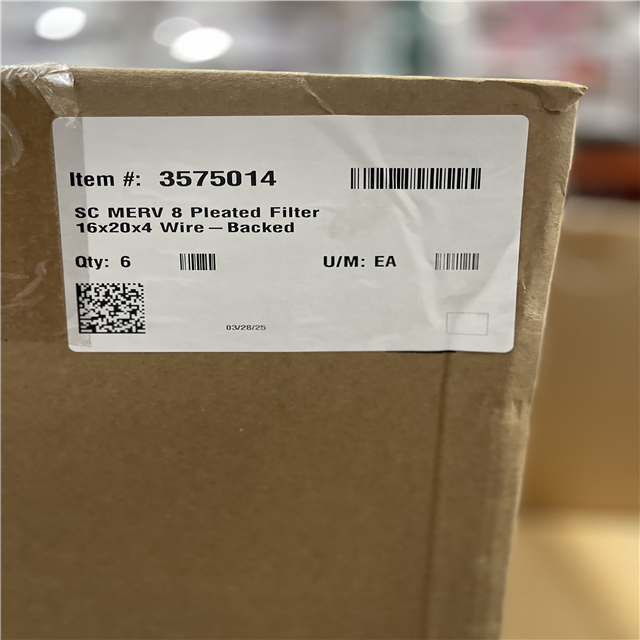 Item #: 3575014
SC MERV 8 Pleated Filter
16x20x4 Wire—Backed
Qty: 6 U/M: EA
03/28/25